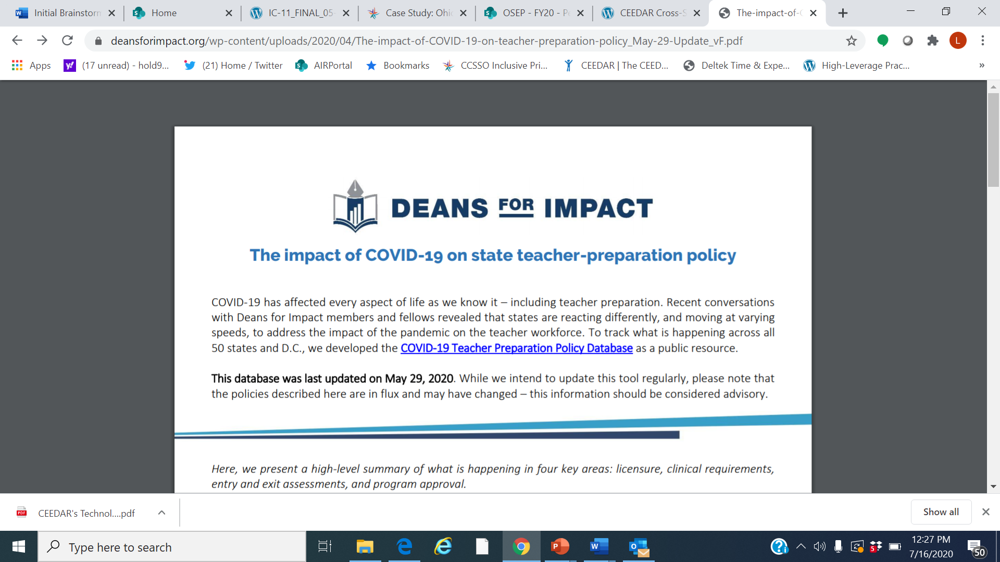 Initial Brainstorm
Home
IC-11_FINAL_05-
Case Study: Ohio
OSEP - FY20 - Pe
CEEDAR Cross-S
The-impact-of-C
deansforimpact.org/wp-content/uploads/2020/04/The-impact-of-COVID-19-on-teacher-preparation-policy_May-29-Update_vF.pdf
L
Apps
(17 unread) - hold9...
(21) Home / Twitter
AIRPortal
Bookmarks
CCSSO Inclusive Pri...
CEEDAR | The CEED...
Deltek Time & Expe...
High-Leverage Prac...
»
DEANS FOR IMPACT
The impact of COVID-19 on state teacher-preparation policy
COVID-19 has affected every aspect of life as we know it – including teacher preparation. Recent conversations
with Deans for Impact members and fellows revealed that states are reacting differently, and moving at varying
speeds, to address the impact of the pandemic on the teacher workforce. To track what is happening across all
50 states and D.C., we developed the COVID-19 Teacher Preparation Policy Database as a public resource.
This database was last updated on May 29, 2020. While we intend to update this tool regularly, please note that
the policies described here are in flux and may have changed – this information should be considered advisory.
Here, we present a high-level summary of what is happening in four key areas: licensure, clinical requirements,
entry and exit assessments, and program approval.
PDF
CEEDAR's Technol....pdf
Show all
Type here to search
5
12:27 PM
7/16/2020
50